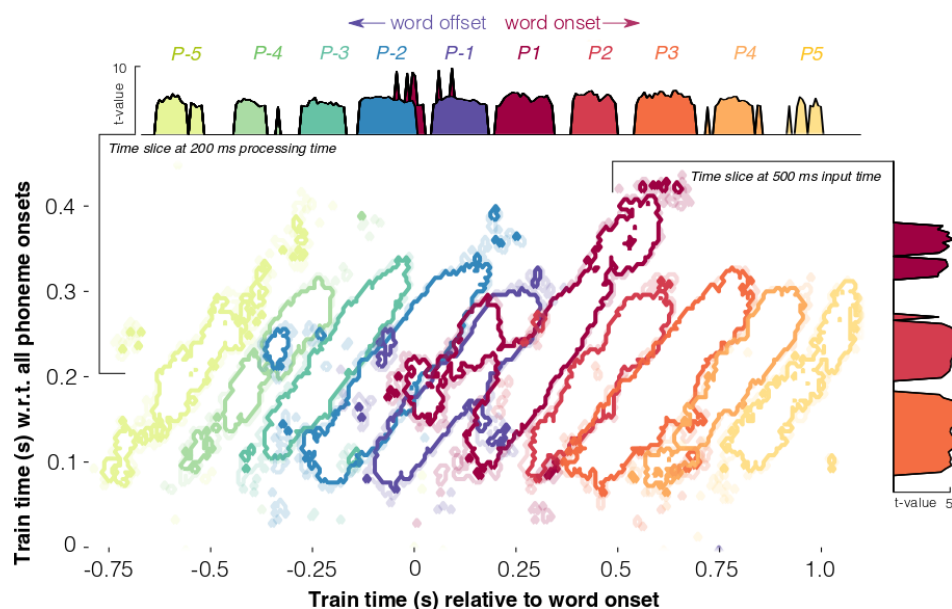 word offset word onset
P-5 P-4 P-3 P-2 P-1 P1 P2 P3 P4 P5
10
t-value
Time slice at 200 ms processing time
Time slice at 500 ms input time
Train time (s) w.r.t. all phoneme onsets
0.4
0.3
0.2
0.1
0
t-value 5
-0.75 -0.5 -0.25 0 0.25 0.5 0.75 1.0
Train time (s) relative to word onset